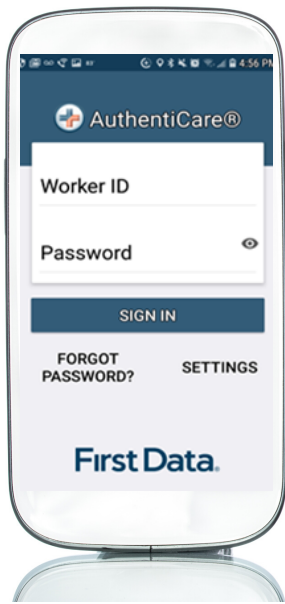 4:56 PM
AuthentiCare®
Worker ID
Password
SIGN IN
FORGOT
PASSWORD?
SETTINGS
First Data.